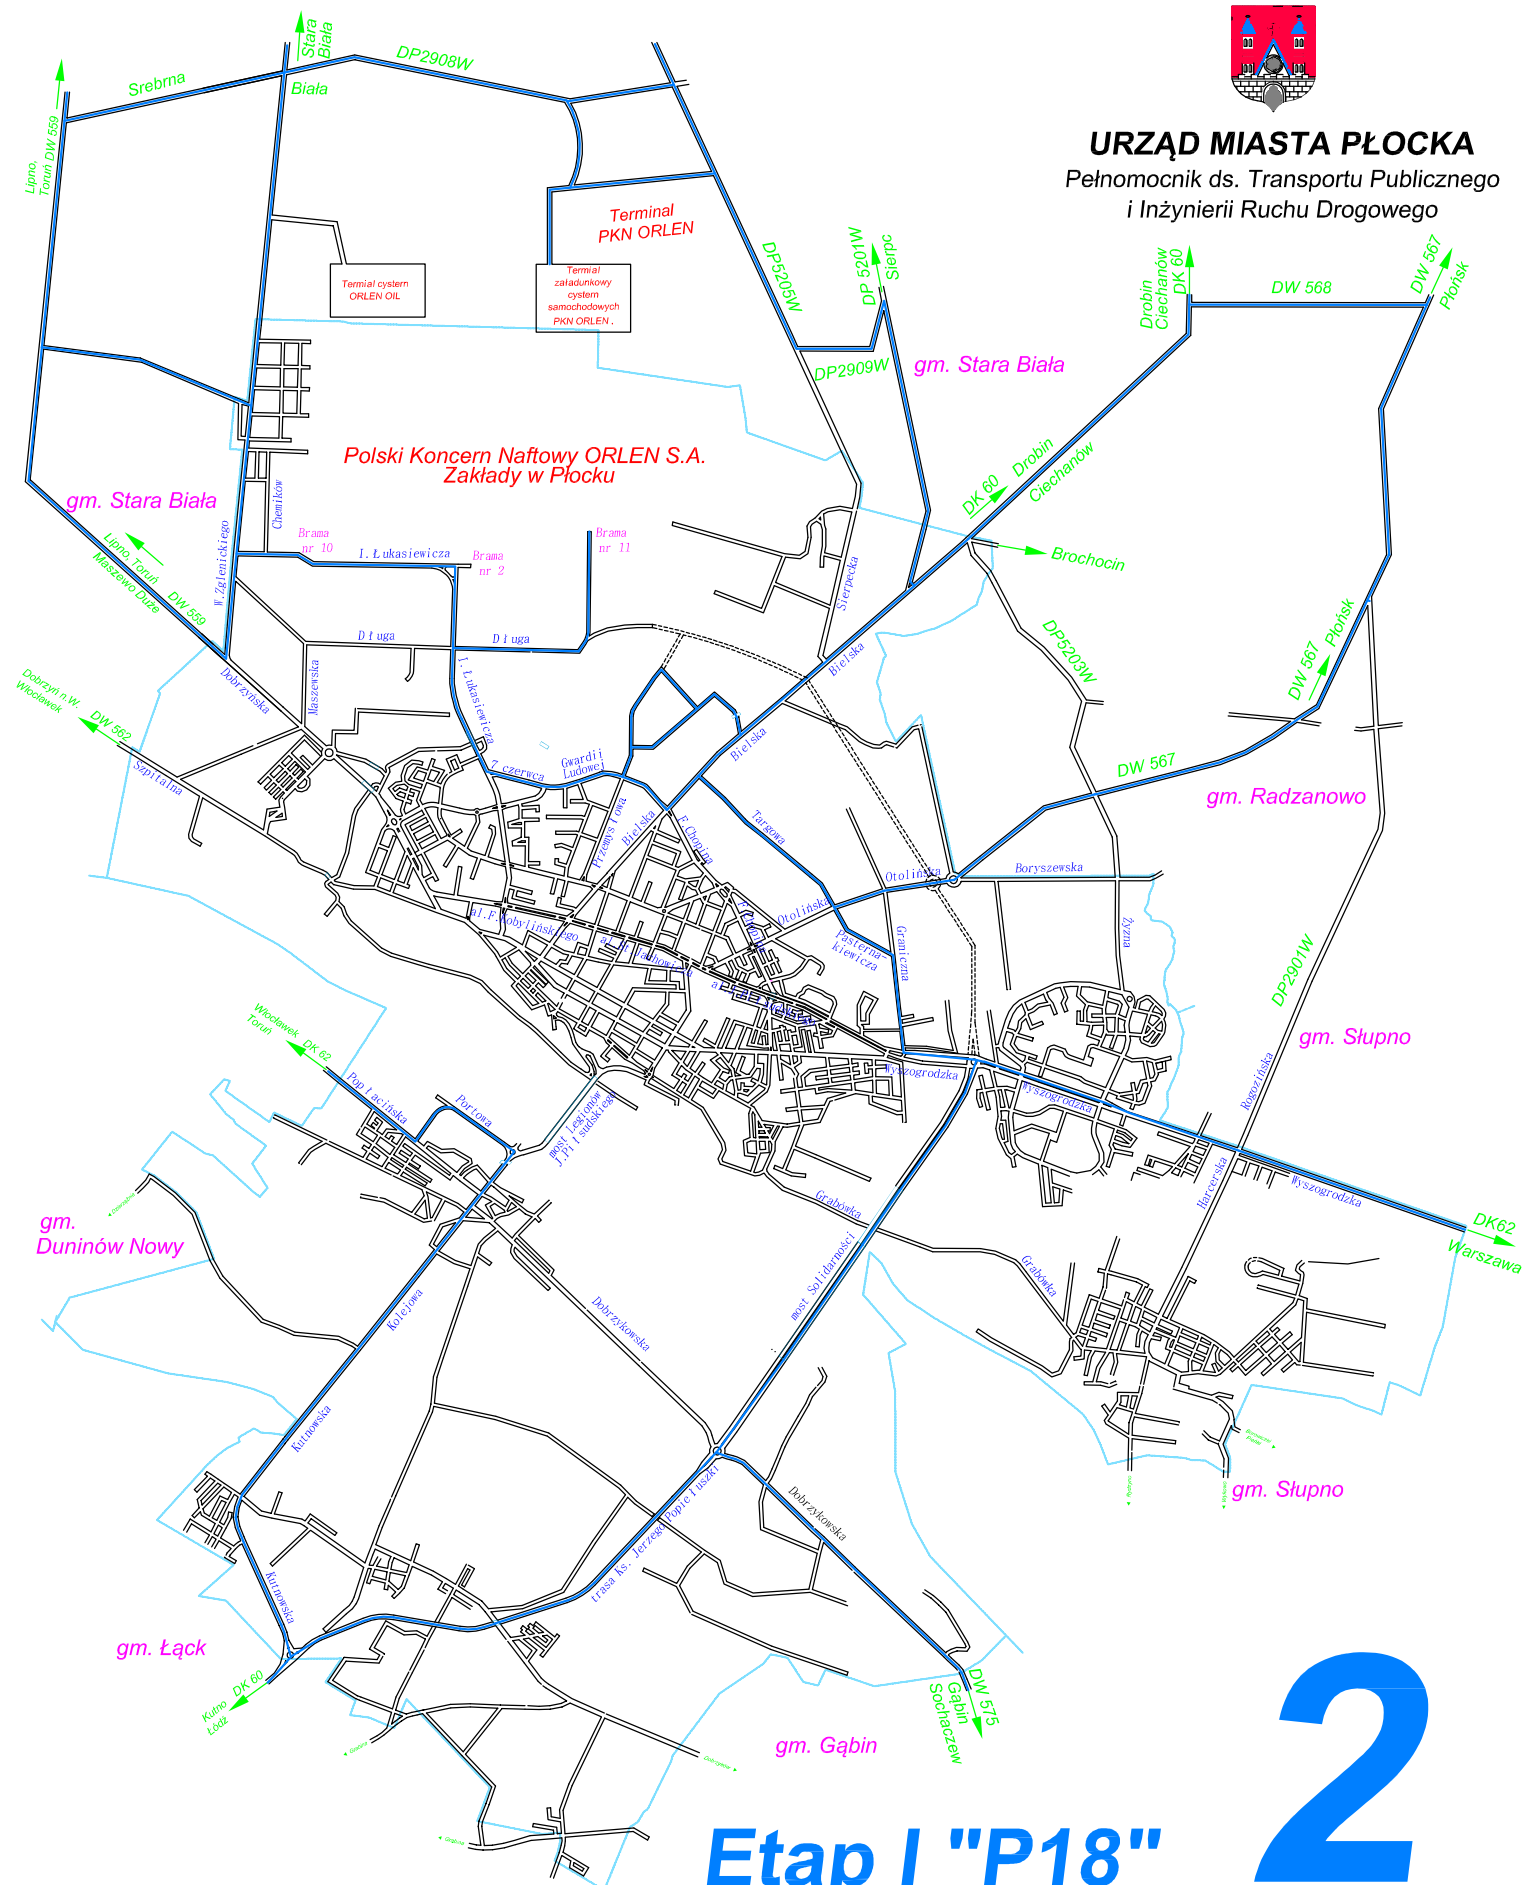 Stara
Biała
DP2908W
Srebrna
Biała
Lipno,
Toruń DW 559
URZĄD MIASTA PŁOCKA
Pełnomocnik ds. Transportu Publicznego
i Inżynierii Ruchu Drogowego
Terminal
PKN ORLEN
Termial cystern
ORLEN OIL
Termial
załadunkowy
cystern
samochodowych
PKN ORLEN .
DP5205W
DP 5201W
Sierpc
DP2909W
gm. Stara Biała
Drobin
Ciechanów
DK 60
DW 568
DW 567
Płońsk
Polski Koncern Naftowy ORLEN S.A.
Zakłady w Płocku
gm. Stara Biała
DK 60
Drobin
Ciechanów
Brochocin
Chemików
W.Zglenickiego
Brama
nr 10
I.Łukasiewicza
Brama
nr 2
Brama
nr 11
Lipno, Toruń
Maszewo Duże
DW 559
Sierpecka
Długa
Długa
Bielska
DP5203W
DW 567
Płońsk
Dobrzyń n.W.
Włocławek
DW 562
Dobrzyńska
Maszewska
I. Łukasiewicza
Szpitalna
7 czerwca
Gwardii
Ludowej
Bielska
DW 567
gm. Radzanowo
Przemysłowa
Bielska
F.Chopina
Targowa
Otolińska
Boryszewska
Otolińska
al.F.Kobylińskiego
Pasterna-
kiewicza
Graniczna
Żyzna
DP2901W
gm. Słupno
Włocławek
Toruń
DK 62
Popłacińska
Portowa
most Legionów
J.Piłsudskiego
Wyszogrodzka
Wyszogrodzka
Rogozińska
Harcerska
Wyszogrodzka
DK62
Warszawa
gm.
Duninów Nowy
Grabówka
most Solidarności
Grabówka
Kolejowa
Dobrzykowska
Kutnowska
gm. Słupno
Dobrzykowska
trasa Ks. Jerzego Popiełuszki
Kutnowska
gm. Łąck
Kutno
Łódź
DK 60
DW 575
Gąbin
Sochaczew
gm. Gąbin
Etap I "P18"
2